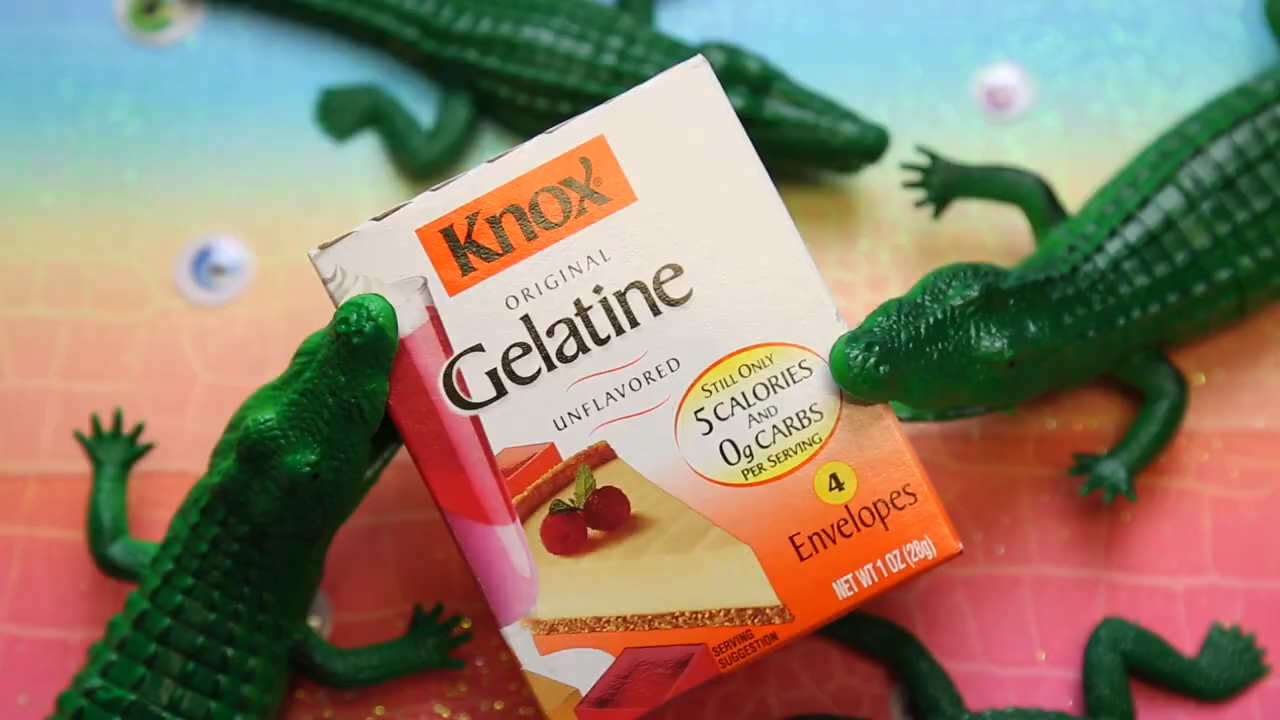 Knox®
ORIGINAL
Gelatine
UNFLAVORED
STILL ONLY
5 CALORIES
AND
0g CARBS
PER SERVING
4
Envelopes
NET WT 1 OZ (28g)
SERVING
SUGGESTION